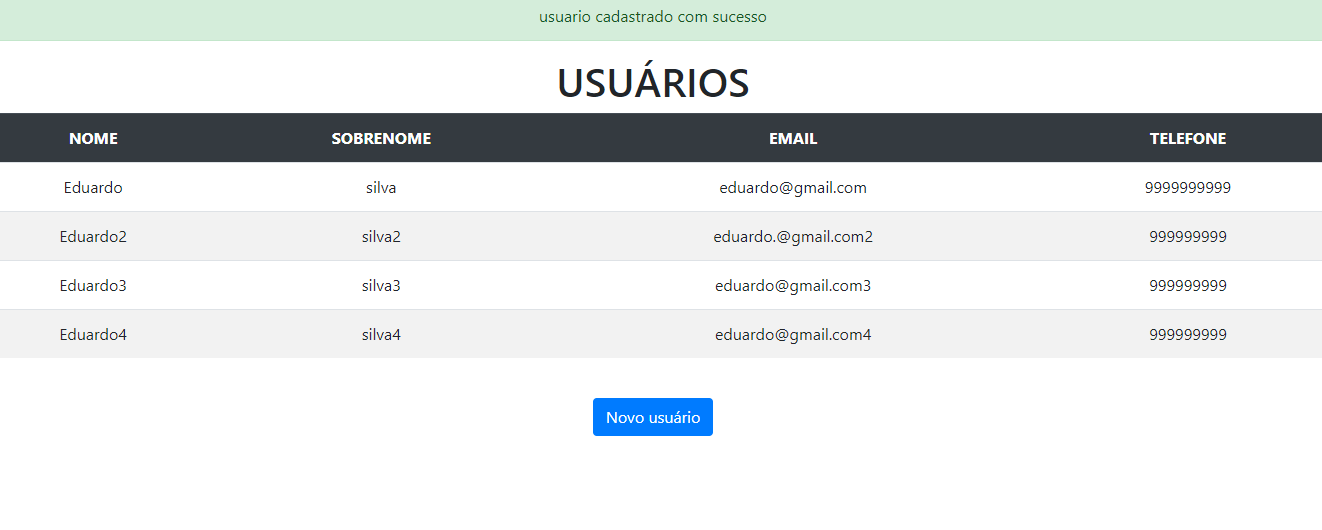 usuario cadastrado com sucesso
USUÁRIOS
NOME SOBRENOME EMAIL TELEFONE
Eduardo silva eduardo@gmail.com 9999999999
Eduardo2 silva2 eduardo.@gmail.com2 999999999
Eduardo3 silva3 eduardo@gmail.com3 999999999
Eduardo4 silva4 eduardo@gmail.com4 999999999
Novo usuário